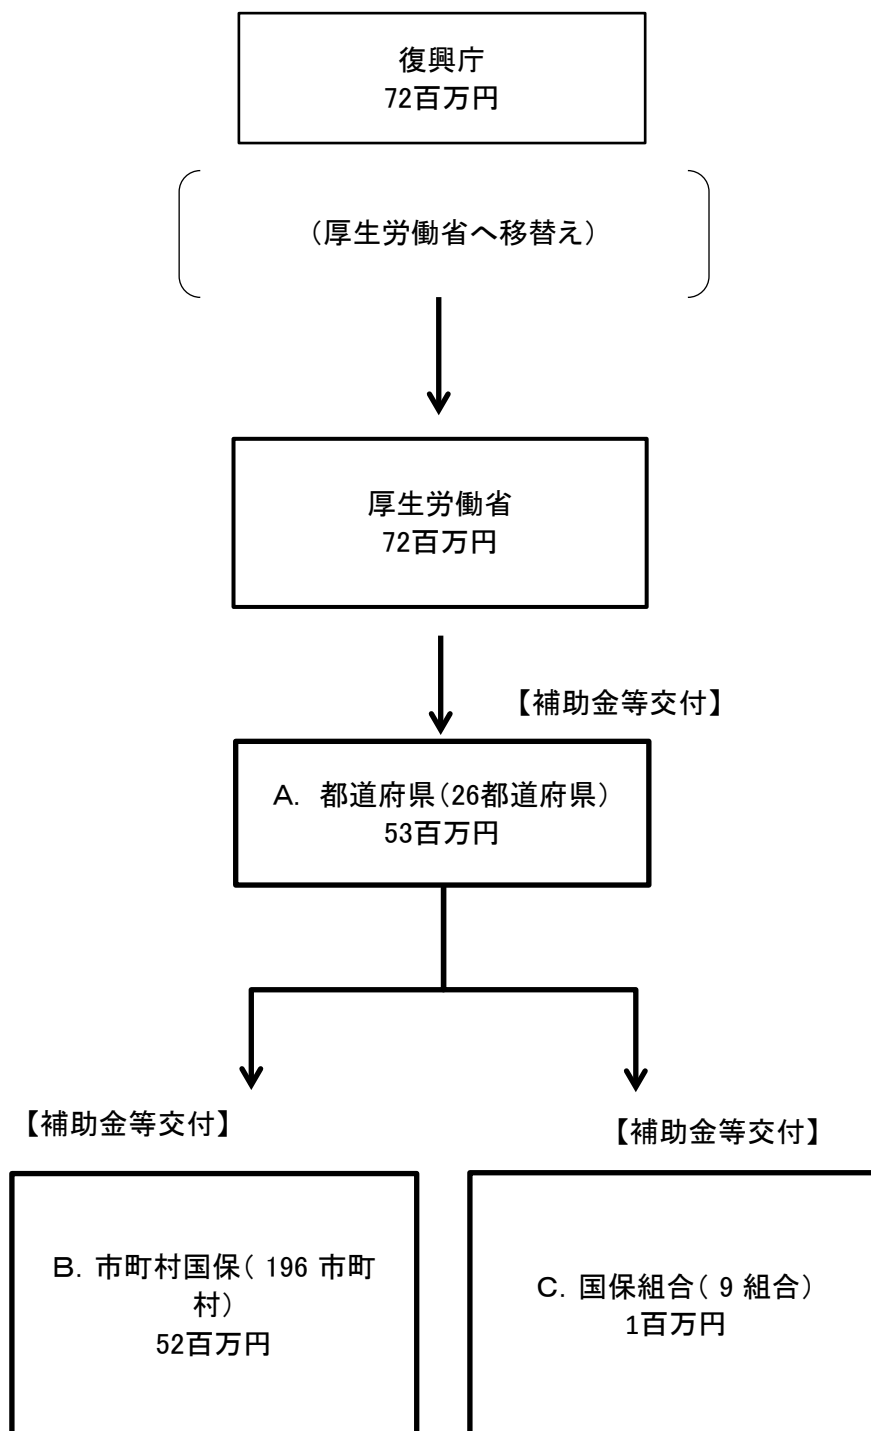 復興庁
72百万円
(厚生労働省へ移替え)
厚生労働省
72百万円
【補助金等交付】
A. 都道府県(26都道府県)
53百万円
【補助金等交付】
【補助金等交付】
B. 市町村国保( 196 市町
村)
52百万円
C. 国保組合( 9 組合)
1百万円